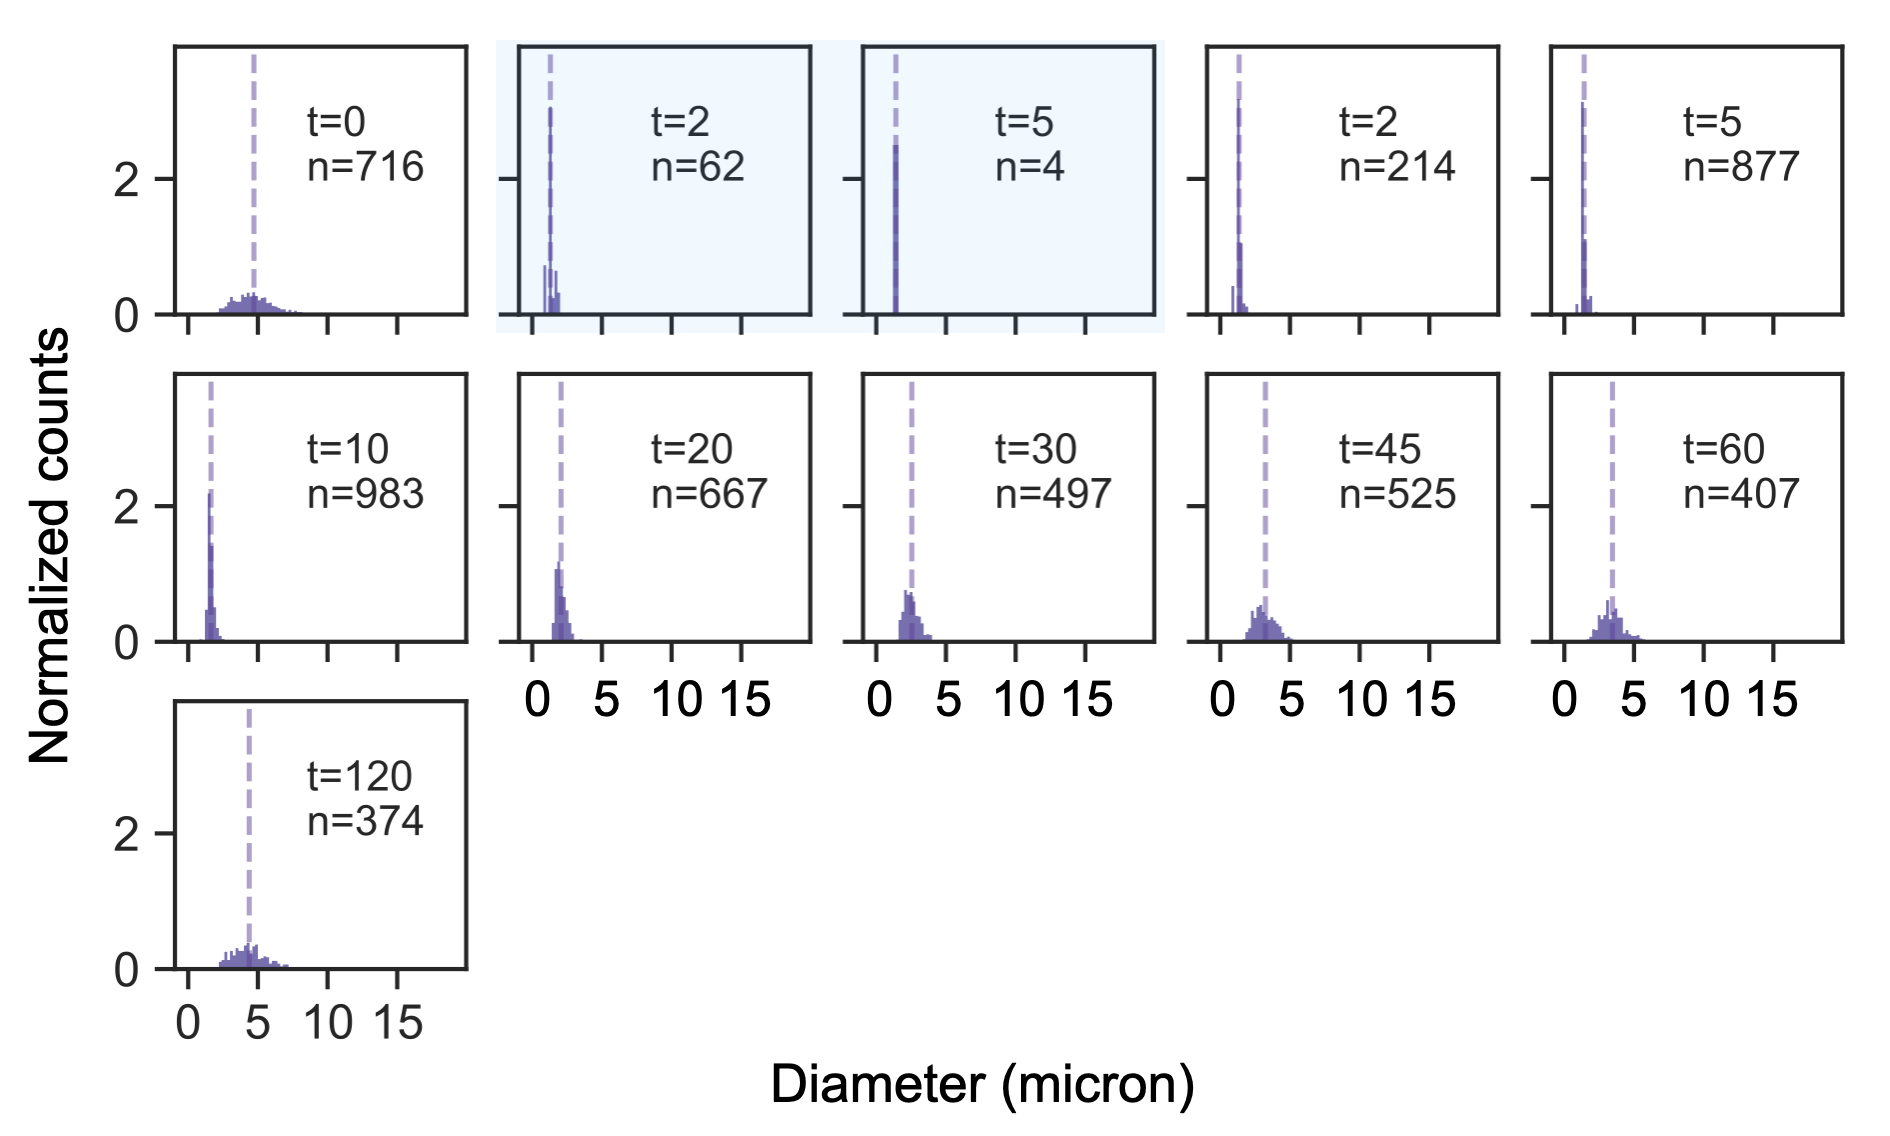 t=0
n=716
t=2
n=62
t=5
n=4
t=2
n=214
t=5
n=877
2
0
t=10
n=983
t=20
n=667
t=30
n=497
t=45
n=525
t=60
n=407
2
0
0 5 10 15
0 5 10 15
0 5 10 15
0 5 10 15
t=120
n=374
2
0
0 5 10 15
Normalized counts
Diameter (micron)